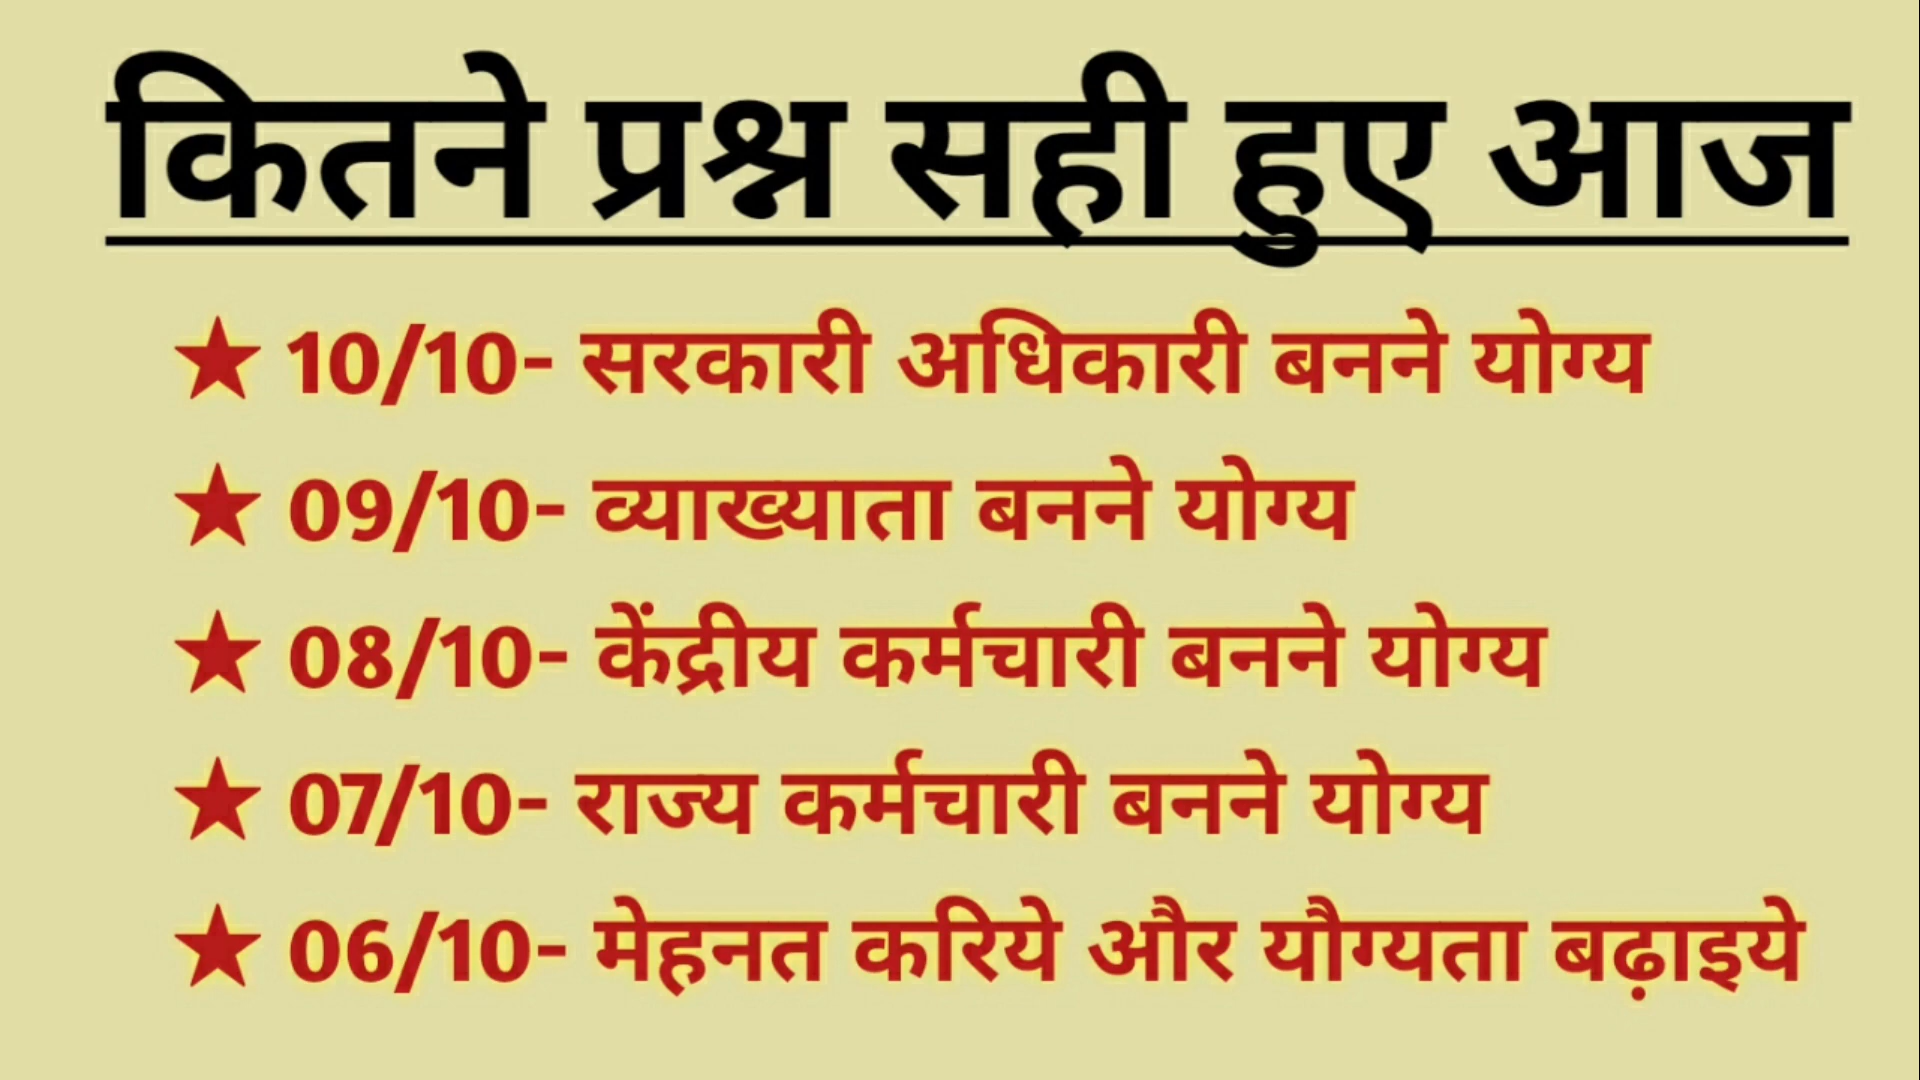 कितने प्रश्न सही हुए आज
★ 10/10- सरकारी अधिकारी बनने योग्य
★ 09/10- व्याख्याता बनने योग्य
★ 08/10- केंद्रीय कर्मचारी बनने योग्य
★ 07/10- राज्य कर्मचारी बनने योग्य
★ 06/10- मेहनत करिये और यौग्यता बढ़ाइये